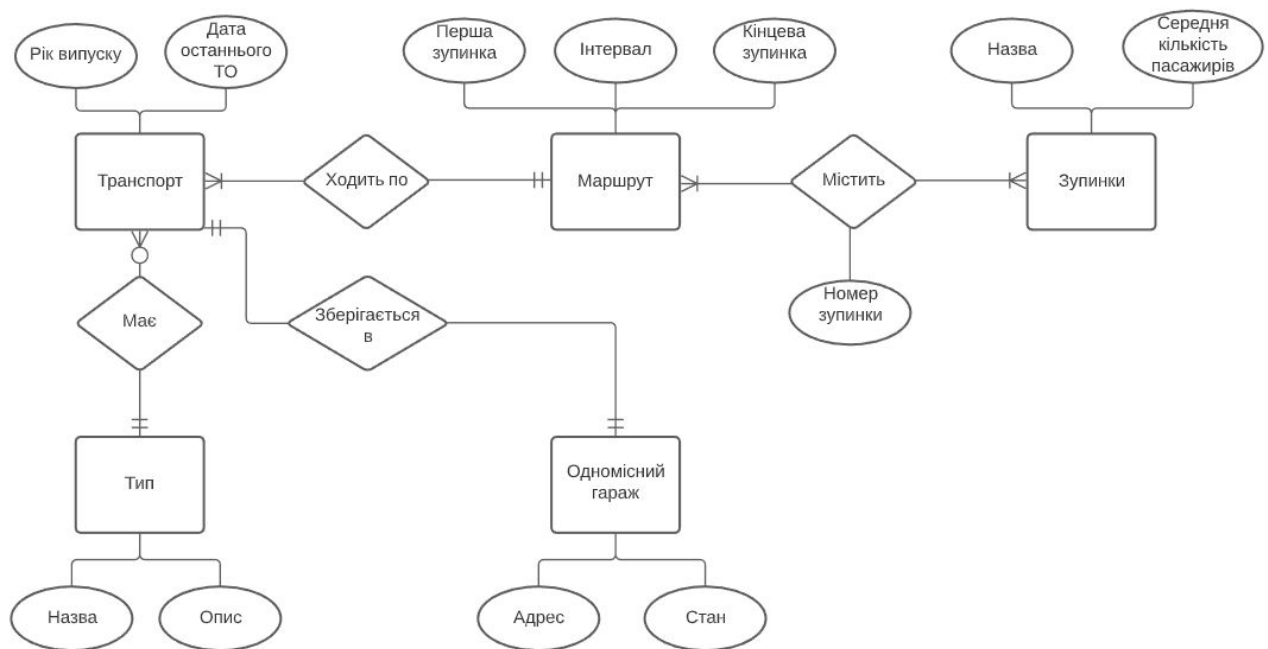 Рік випуску
Дата
останнього
ТО
Перша
зупинка
Інтервал
Кінцева
зупинка
Назва
Середня
кількість
пасажирів
Транспорт
Ходить по
Маршрут
Містить
Зупинки
Має
Зберігається
в
Номер
зупинки
Тип
Одномісний
гараж
Назва
Опис
Адрес
Стан